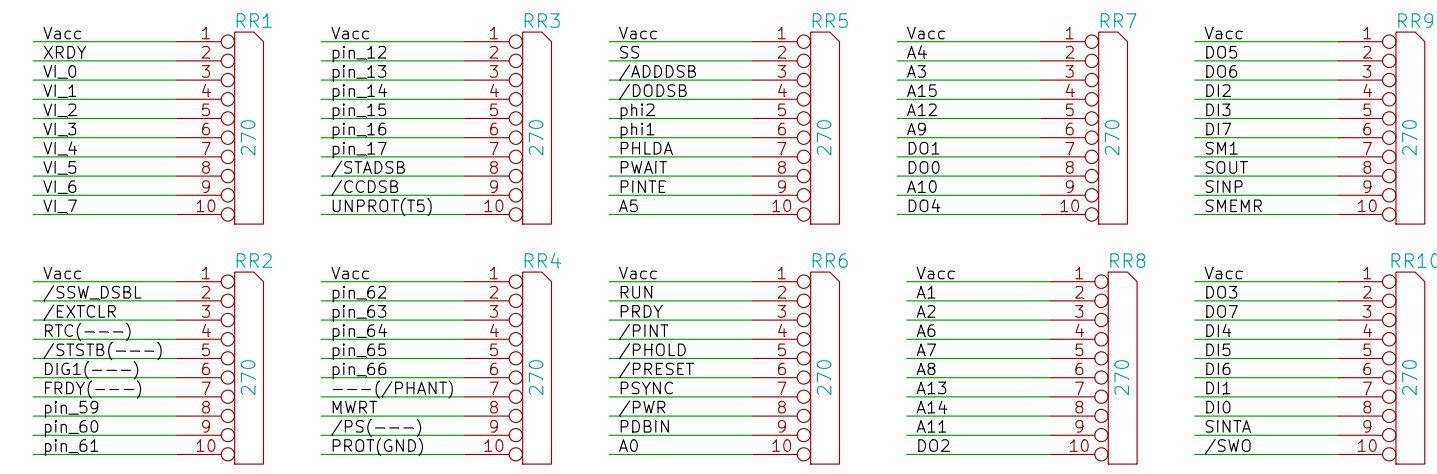 RR1
Vacc 1
XRDY 2
VI_0 3
VI_1 4
VI_2 5
VI_3 6
VI_4 7
VI_5 8
VI_6 9
VI_7 10
270
RR3
Vacc 1
pin_12 2
pin_13 3
pin_14 4
pin_15 5
pin_16 6
pin_17 7
/STADSB 8
/CCDSB 9
UNPROT(T5) 10
270
RR5
Vacc 1
SS 2
/ADDDSB 3
/DODSB 4
phi2 5
phi1 6
PHLDA 7
PWAIT 8
PINTE 9
A5 10
270
RR7
Vacc 1
A4 2
A3 3
A15 4
A12 5
A9 6
DO1 7
DO0 8
A10 9
DO4 10
270
RR9
Vacc 1
DO5 2
DO6 3
DI2 4
DI3 5
DI7 6
SM1 7
SOUT 8
SINP 9
SMEMR 10
270
RR2
Vacc 1
/SSW_DSBL 2
/EXTCLR 3
RTC(---) 4
/STSTB(---) 5
DIG1(---) 6
FRDY(---) 7
pin_59 8
pin_60 9
pin_61 10
270
RR4
Vacc 1
pin_62 2
pin_63 3
pin_64 4
pin_65 5
pin_66 6
---(/PHANT) 7
MWRT 8
/PS(---) 9
PROT(GND) 10
270
RR6
Vacc 1
RUN 2
PRDY 3
/PINT 4
/PHOLD 5
/PRESET 6
PSYNC 7
/PWR 8
PDBIN 9
A0 10
270
RR8
Vacc 1
A1 2
A2 3
A6 4
A7 5
A8 6
A13 7
A14 8
A11 9
DO2 10
270
RR10
Vacc 1
DO3 2
DO7 3
DI4 4
DI5 5
DI6 6
DI1 7
DI0 8
SINTA 9
/SWO 10
270